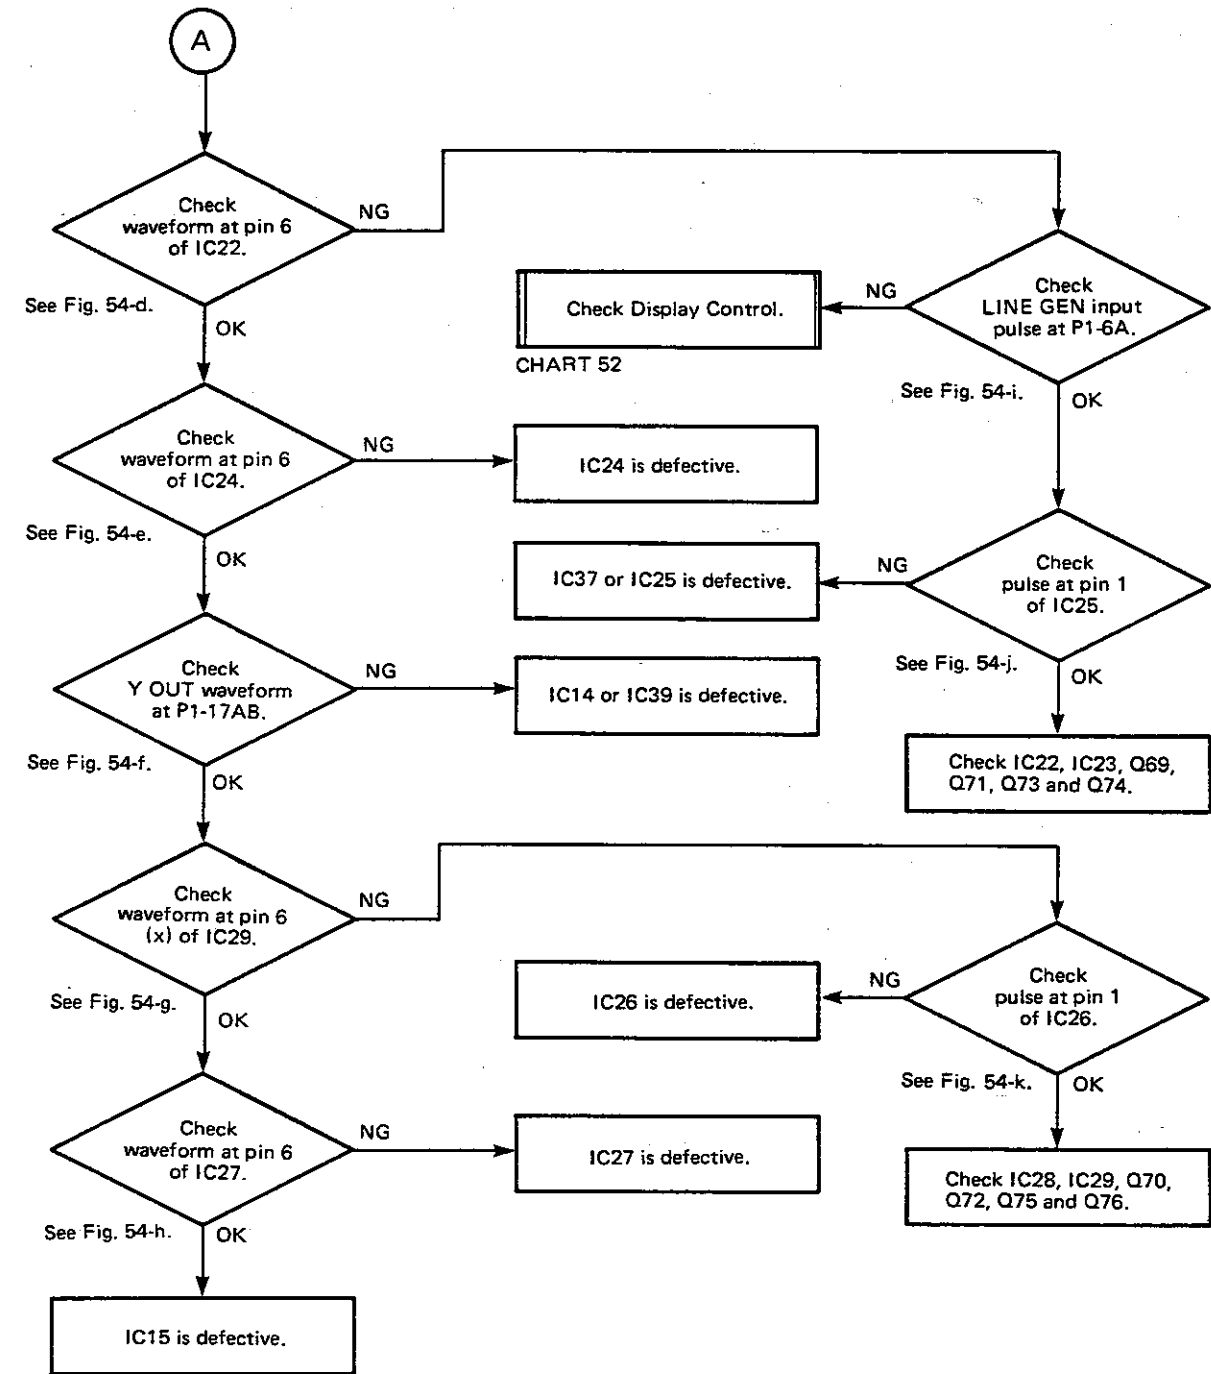 A
Check
waveform at pin 6
of IC22.
NG
See Fig. 54-d.
OK
Check
LINE GEN input
pulse at P1-6A.
NG
Check Display Control.
CHART 52
See Fig. 54-i.
OK
Check
waveform at pin 6
of IC24.
NG
IC24 is defective.
See Fig. 54-e.
OK
Check
pulse at pin 1
of IC25.
NG
IC37 or IC25 is defective.
See Fig. 54-j.
OK
Check
Y OUT waveform
at P1-17AB.
NG
IC14 or IC39 is defective.
See Fig. 54-f.
OK
Check IC22, IC23, Q69,
Q71, Q73 and Q74.
Check
waveform at pin 6
(x) of IC29.
NG
See Fig. 54-g.
OK
Check
pulse at pin 1
of IC26.
NG
IC26 is defective.
See Fig. 54-k.
OK
Check
waveform at pin 6
of IC27.
NG
IC27 is defective.
Check IC28, IC29, Q70,
Q72, Q75 and Q76.
See Fig. 54-h.
OK
IC15 is defective.